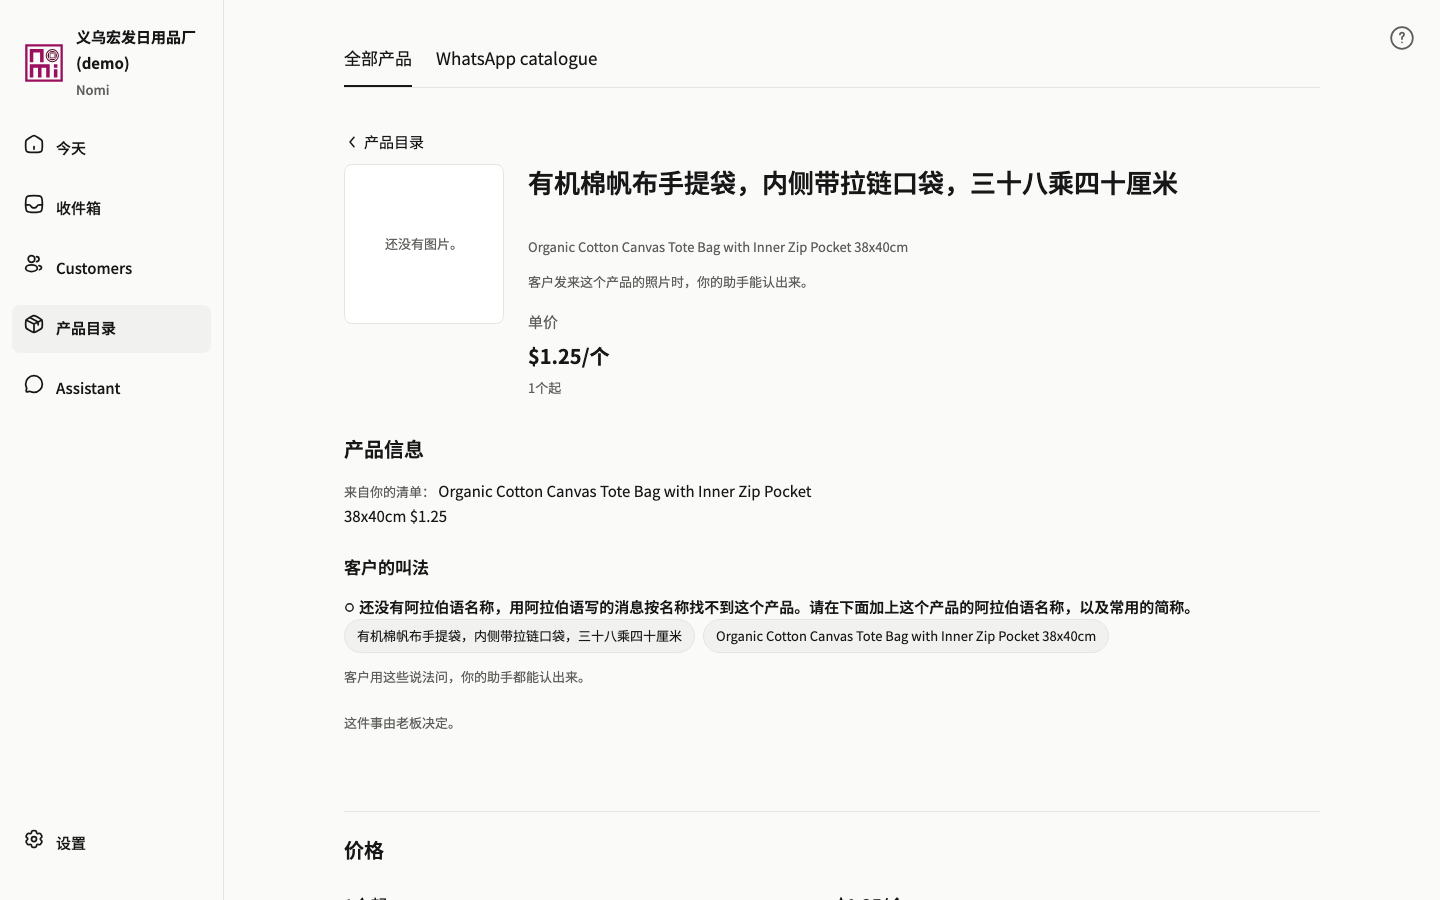 义乌宏发日用品厂
(demo)
Nomi
今天
收件箱
Customers
产品目录
Assistant
设置
全部产品
WhatsApp catalogue
产品目录
还没有图片。
有机棉帆布手提袋，内侧带拉链口袋，三十八乘四十厘米
Organic Cotton Canvas Tote Bag with Inner Zip Pocket 38x40cm
客户发来这个产品的照片时，你的助手能认出来。
单价
$1.25/个
1个起
产品信息
来自你的清单： Organic Cotton Canvas Tote Bag with Inner Zip Pocket
38x40cm $1.25
客户的叫法
还没有阿拉伯语名称，用阿拉伯语写的消息按名称找不到这个产品。请在下面加上这个产品的阿拉伯语名称，以及常用的简称。
有机棉帆布手提袋，内侧带拉链口袋，三十八乘四十厘米
Organic Cotton Canvas Tote Bag with Inner Zip Pocket 38x40cm
客户用这些说法问，你的助手都能认出来。
这件事由老板决定。
价格